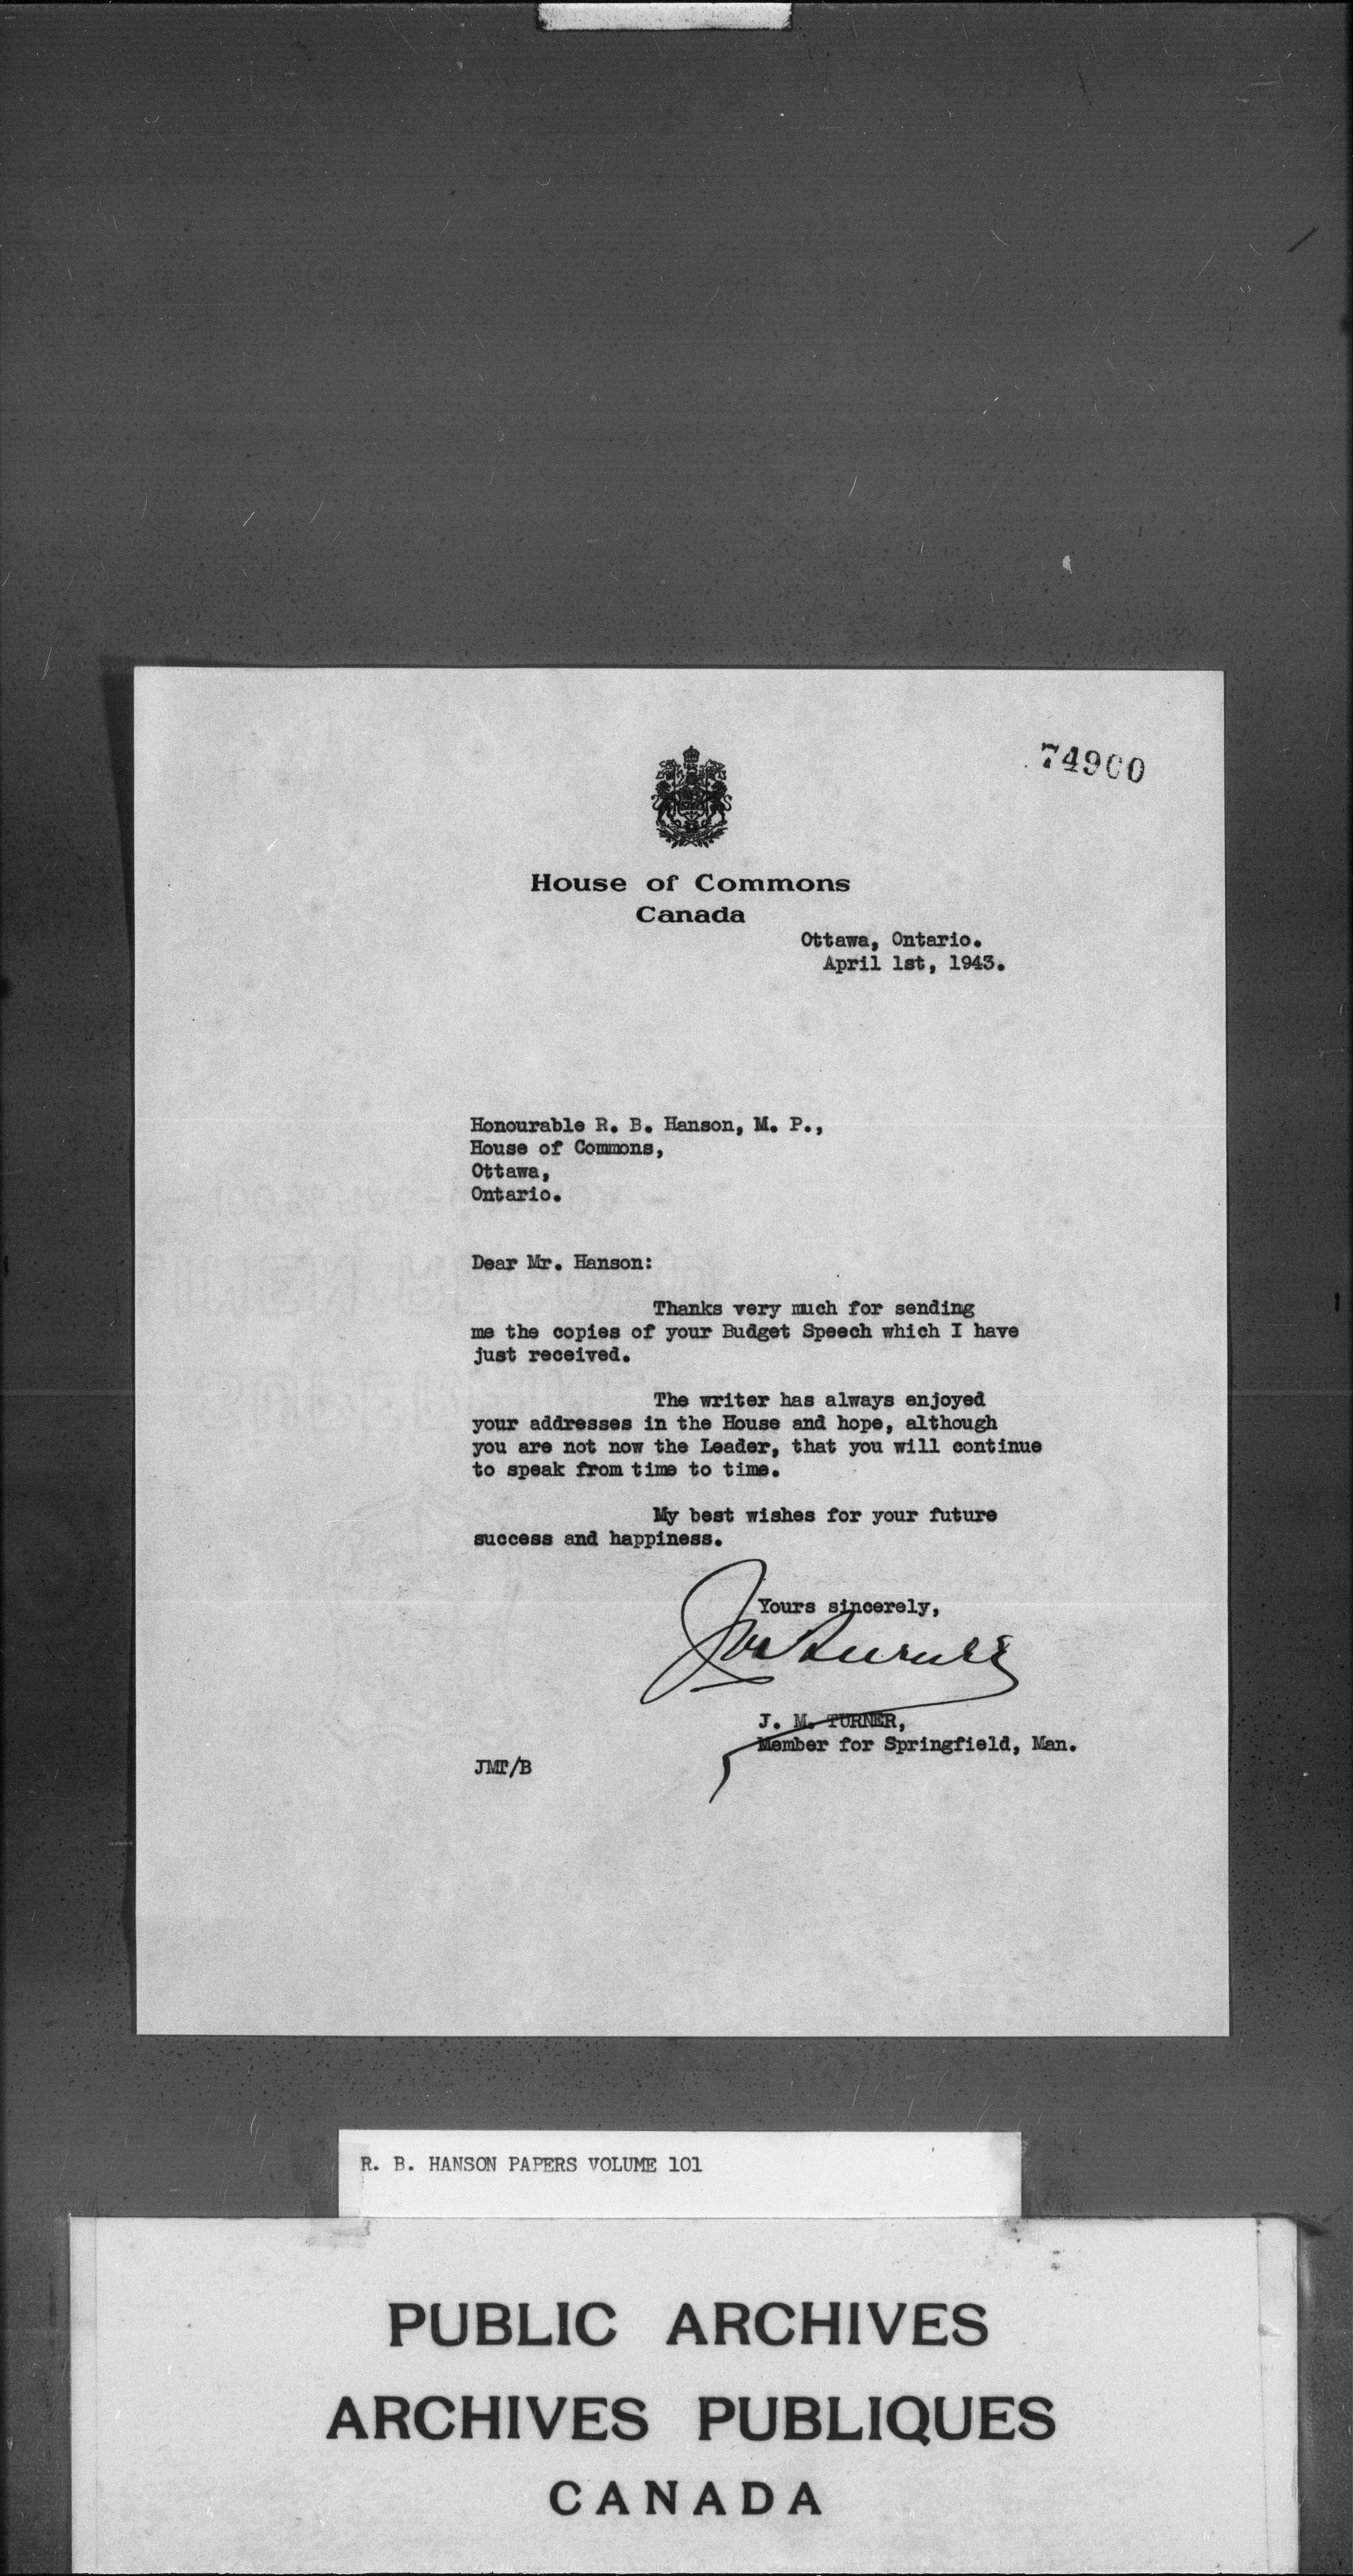 74900
House of Commons
Canada
Ottawa, Ontario.
April 1st, 1943.
Honourable R. B. Hanson, M. P.,
House of Commons,
Ottawa,
Ontario.
Dear Mr. Hanson:
Thanks very much for sending
me the copies of your Budget Speech which I have
just received.
The writer has always enjoyed
your addresses in the House and hope, although
you are not now the Leader, that you will continue
to speak from time to time.
My best wishes for your future
success and happiness.
Yours sincerely,
J. M. TURNER,
Member for Springfield, Man.
JMT/B
R. B. HANSON PAPERS VOLUME 101
PUBLIC ARCHIVES
ARCHIVES PUBLIQUES
CANADA